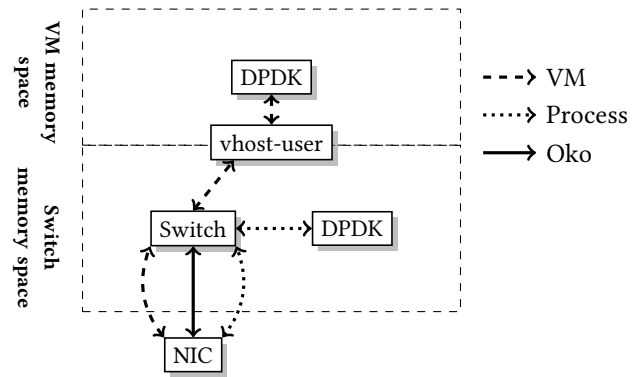 VM memory
space
DPDK
vhost-user
VM
Process
Oko
Switch
memory space
Switch
DPDK
NIC